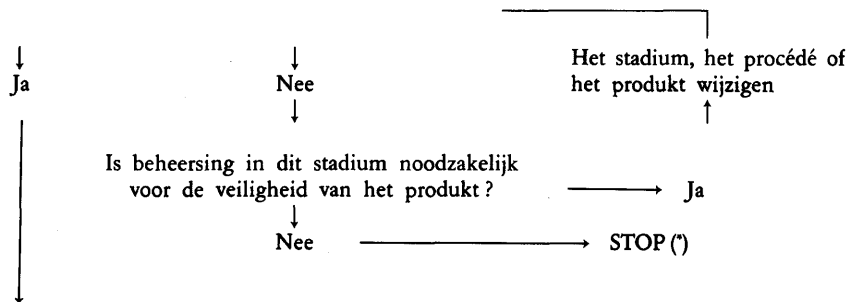 Het stadium, het procédé of
het produkt wijzigen
Ja
Nee
Is beheersing in dit stadium noodzakelijk
voor de veiligheid van het produkt ?
Ja
Nee
STOP (*)